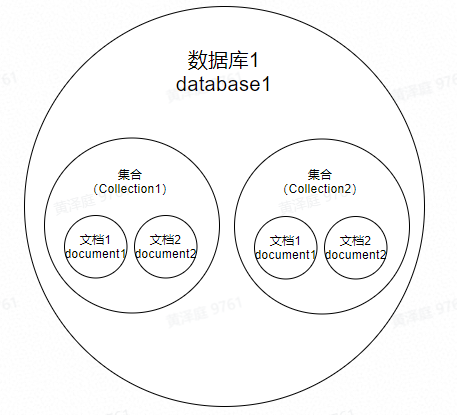 数据库1
database1
集合
（Collection1）
集合
（Collection2）
文档1
document1
文档2
document2
文档1
document1
文档2
document2
黄泽庭 9761